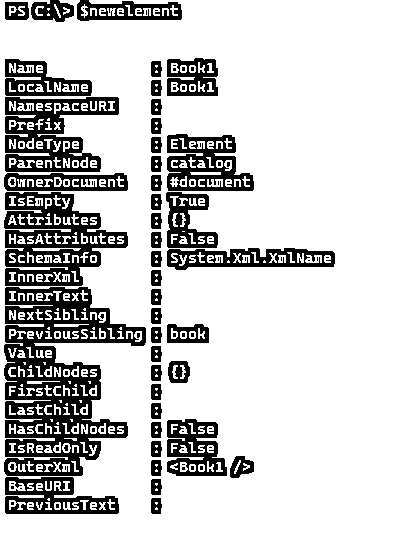 PS C:\> $newelement
Name : Book1
LocalName : Book1
NamespaceURI :
Prefix :
NodeType : Element
ParentNode : catalog
OwnerDocument : #document
IsEmpty : True
Attributes : {}
HasAttributes : False
SchemaInfo : System.Xml.XmlName
InnerXml :
InnerText :
NextSibling :
PreviousSibling : book
Value :
ChildNodes : {}
FirstChild :
LastChild :
HasChildNodes : False
IsReadOnly : False
OuterXml : <Book1 />
BaseURI :
PreviousText :